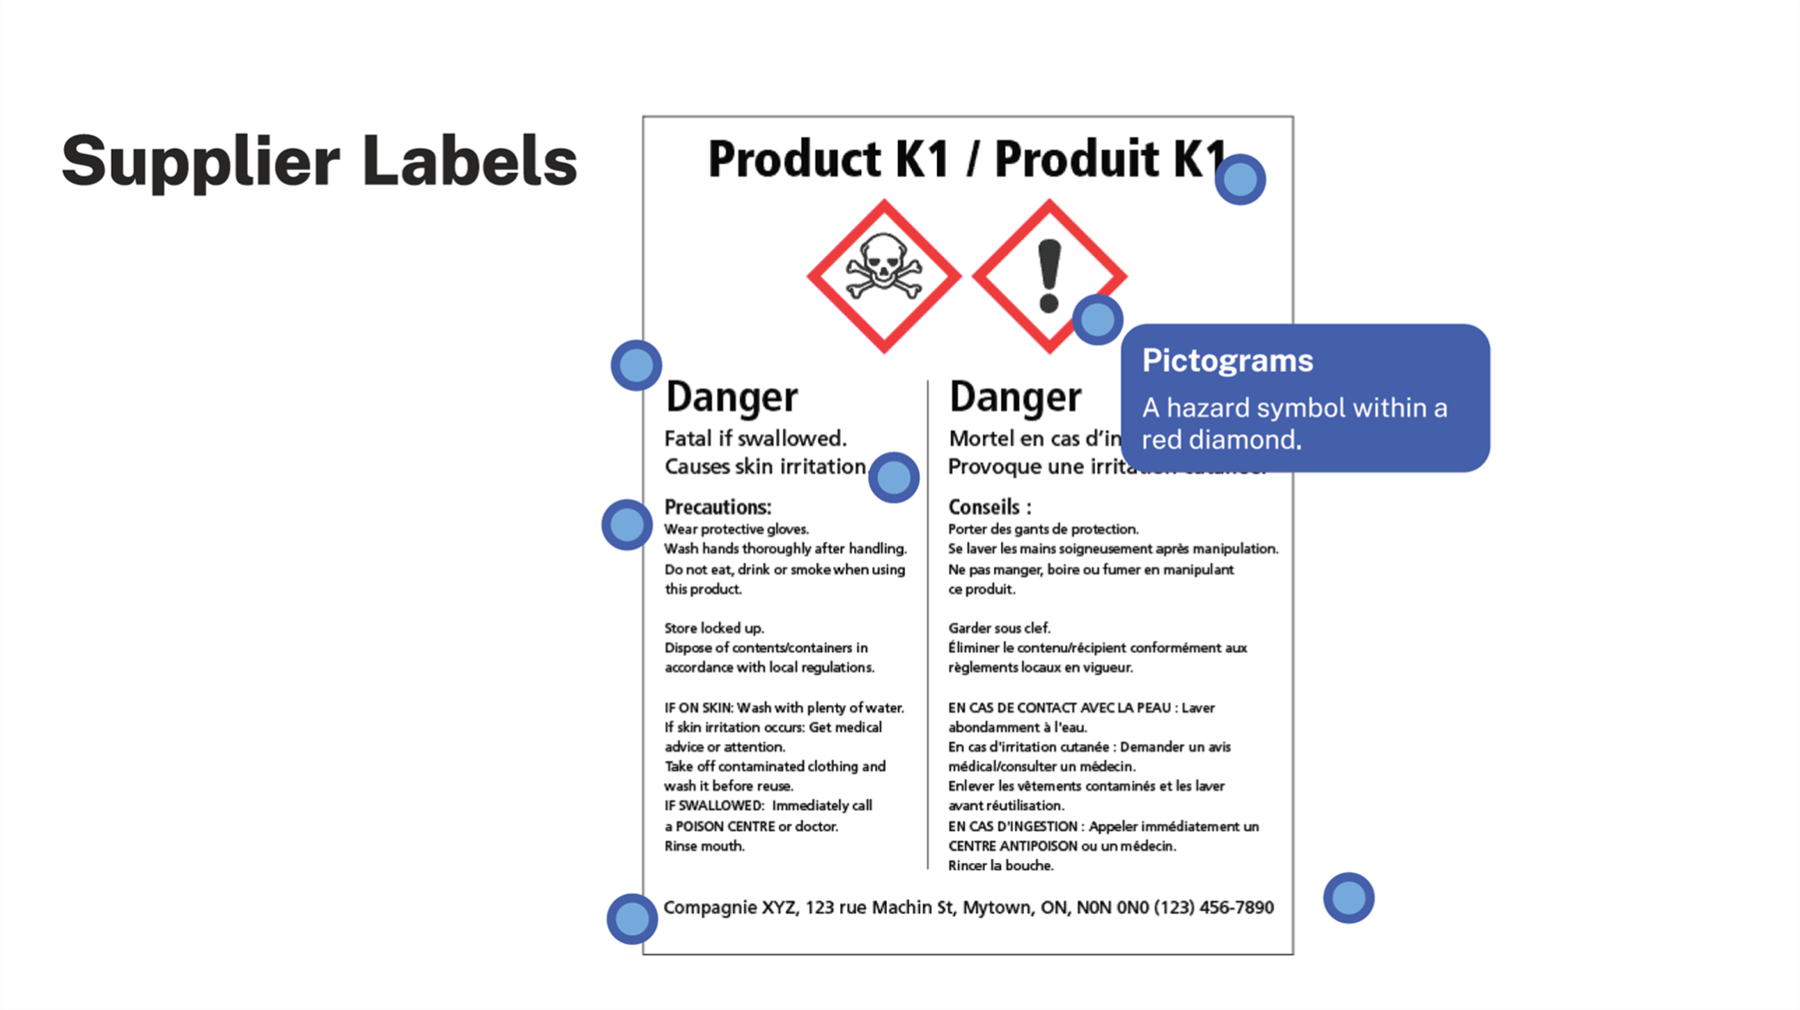 Supplier Labels
Product K1 / Produit K1
Pictograms
A hazard symbol within a
red diamond.
Danger
Fatal if swallowed.
Causes skin irritation.
Precautions:
Wear protective gloves.
Wash hands thoroughly after handling.
Do not eat, drink or smoke when using
this product.
Store locked up.
Dispose of contents/containers in
accordance with local regulations.
IF ON SKIN: Wash with plenty of water.
If skin irritation occurs: Get medical
advice or attention.
Take off contaminated clothing and
wash it before reuse.
IF SWALLOWED: Immediately call
a POISON CENTRE or doctor.
Rinse mouth.
Danger
Mortel en cas
Provoque une
Conseils :
Porter des gants de protection.
Se laver les mains soigneusement après manipulation.
Ne pas manger, boire ou fumer en manipulant
ce produit.
Garder sous clef.
Éliminer le contenu/récipient conformément aux
règlements locaux en vigueur.
EN CAS DE CONTACT AVEC LA PEAU : Laver
abondamment à l'eau.
En cas d'irritation cutanée : Demander un avis
médical/consulter un médecin.
Enlever les vêtements contaminés et les laver
avant réutilisation.
EN CAS D'INGESTION : Appeler immédiatement un
CENTRE ANTIPOISON ou un médecin.
Rincer la bouche.
Compagnie XYZ, 123 rue Machin St, Mytown, ON, N0N 0N0 (123) 456-7890